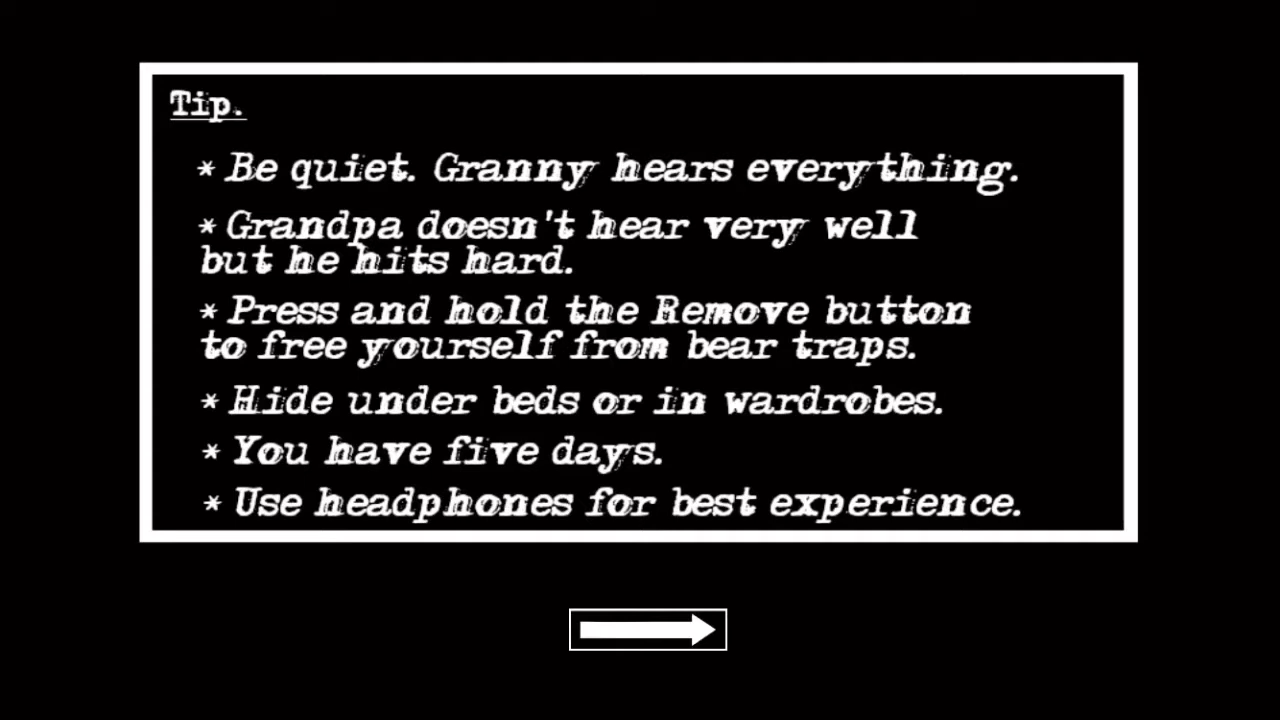 Tip.
* Be quiet. Granny hears everything.
* Grandpa doesn't hear very well
but he hits hard.
* Press and hold the Remove button
to free yourself from bear traps.
* Hide under beds or in wardrobes.
* You have five days.
* Use headphones for best experience.